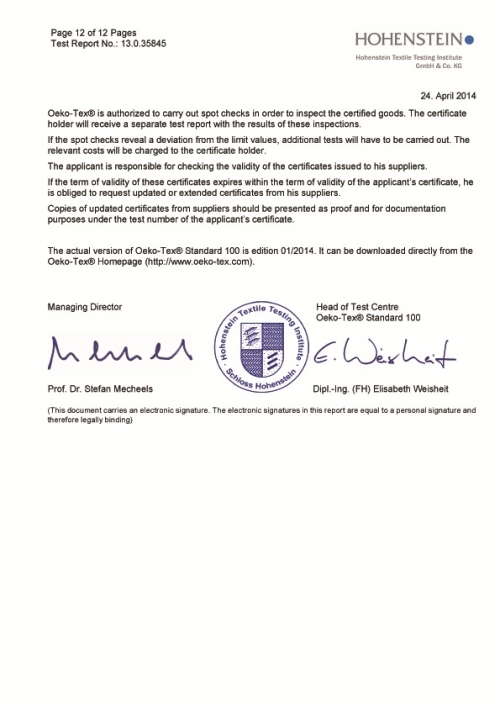 Page 12 of 12 Pages
Test Report No.: 13.0.35845
HOHENSTEIN
Hohenstein Textile Testing Institute
GmbH & Co. KG
24. April 2014
Oeko-Tex® is authorized to carry out spot checks in order to inspect the certified goods. The certificate
holder will receive a separate test report with the results of these inspections.
If the spot checks reveal a deviation from the limit values, additional tests will have to be carried out. The
relevant costs will be charged to the certificate holder.
The applicant is responsible for checking the validity of the certificates issued to his suppliers.
If the term of validity of these certificates expires within the term of validity of the applicant's certificate, he
is obliged to request updated or extended certificates from his suppliers.
Copies of updated certificates from suppliers should be presented as proof and for documentation
purposes under the test number of the applicant's certificate.
The actual version of Oeko-Tex® Standard 100 is edition 01/2014. It can be downloaded directly from the
Oeko-Tex® Homepage (http://www.oeko-tex.com).
Managing Director
Head of Test Centre
Oeko-Tex® Standard 100
Hohenstein Textile Testing Institute
Schloss Hohenstein
Mecheels
E. Weisheit
Prof. Dr. Stefan Mecheels
Dipl.-Ing. (FH) Elisabeth Weisheit
(This document carries an electronic signature. The electronic signatures in this report are equal to a personal signature and
therefore legally binding)